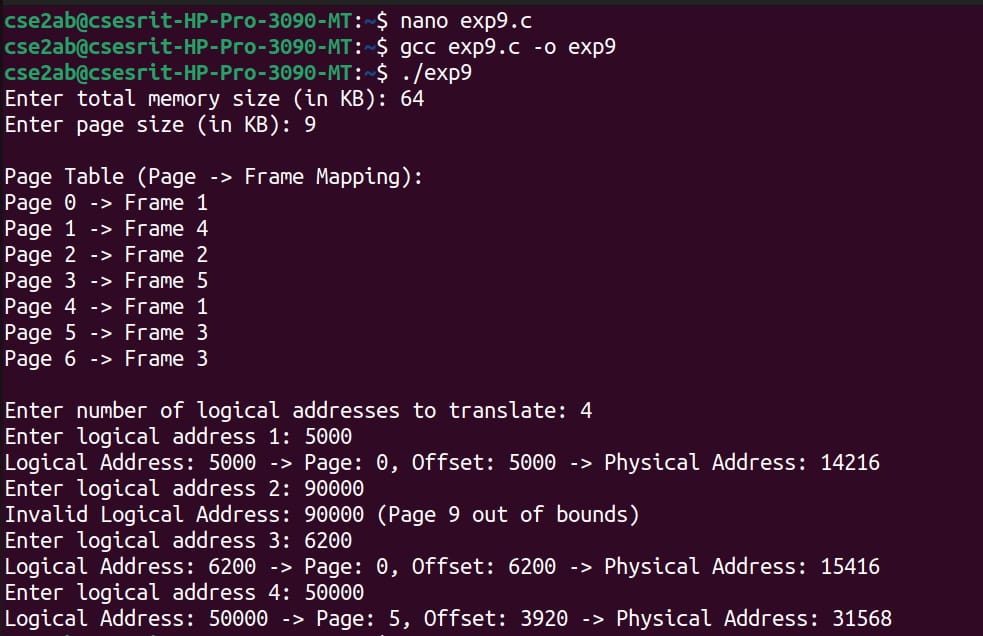 cse2ab@csesrit-HP-Pro-3090-MT:~$ nano exp9.c
cse2ab@csesrit-HP-Pro-3090-MT:~$ gcc exp9.c -o exp9
cse2ab@csesrit-HP-Pro-3090-MT:~$ ./exp9
Enter total memory size (in KB): 64
Enter page size (in KB): 9
Page Table (Page -> Frame Mapping):
Page 0 -> Frame 1
Page 1 -> Frame 4
Page 2 -> Frame 2
Page 3 -> Frame 5
Page 4 -> Frame 1
Page 5 -> Frame 3
Page 6 -> Frame 3
Enter number of logical addresses to translate: 4
Enter logical address 1: 5000
Logical Address: 5000 -> Page: 0, Offset: 5000 -> Physical Address: 14216
Enter logical address 2: 90000
Invalid Logical Address: 90000 (Page 9 out of bounds)
Enter logical address 3: 6200
Logical Address: 6200 -> Page: 0, Offset: 6200 -> Physical Address: 15416
Enter logical address 4: 50000
Logical Address: 50000 -> Page: 5, Offset: 3920 -> Physical Address: 31568